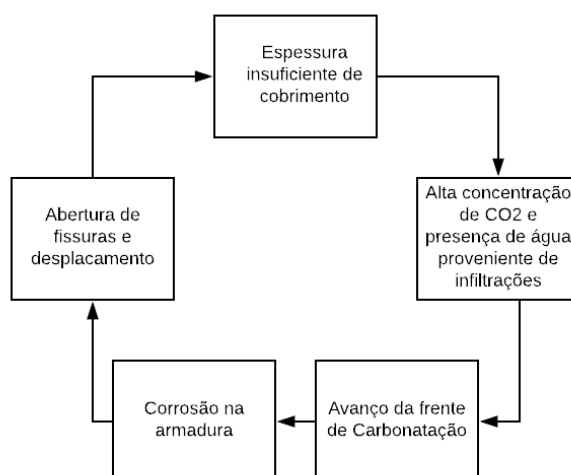 Espessura
insuficiente de
cobrimento
Alta concentração
de CO2 e
presença de água
proveniente de
infiltrações
Avanço da frente
de Carbonatação
Corrosão na
armadura
Abertura de
fissuras e
desplacamento